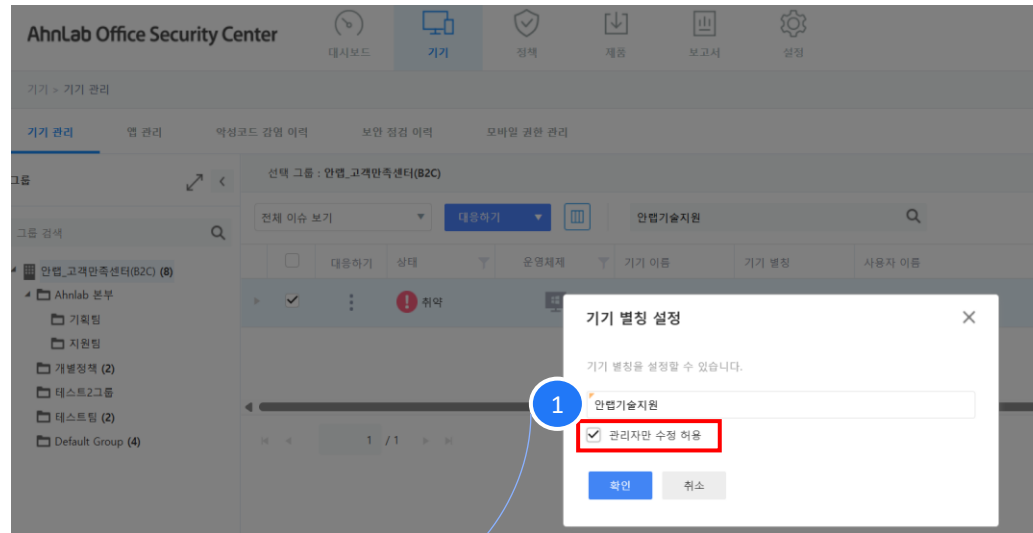 AhnLab Office Security Center
대시보드
기기
정책
제품
보고서
설정
기기 > 기기 관리
기기 관리
앱 관리
악성코드 감염 이력
보안 점검 이력
모바일 권한 관리
그룹
선택 그룹 : 안랩_고객만족센터(B2C)
그룹 검색
전체 이슈 보기
대응하기
안랩기술지원
대응하기
상태
운영체제
기기 이름
기기 별칭
사용자 이름
안랩_고객만족센터(B2C) (8)
Ahnlab 본부
기획팀
지원팀
개별정책 (2)
테스트2그룹
테스트팀 (2)
Default Group (4)
취약
1 / 1
기기 별칭 설정
기기 별칭을 설정할 수 있습니다.
1
안랩기술지원
관리자만 수정 허용
확인
취소